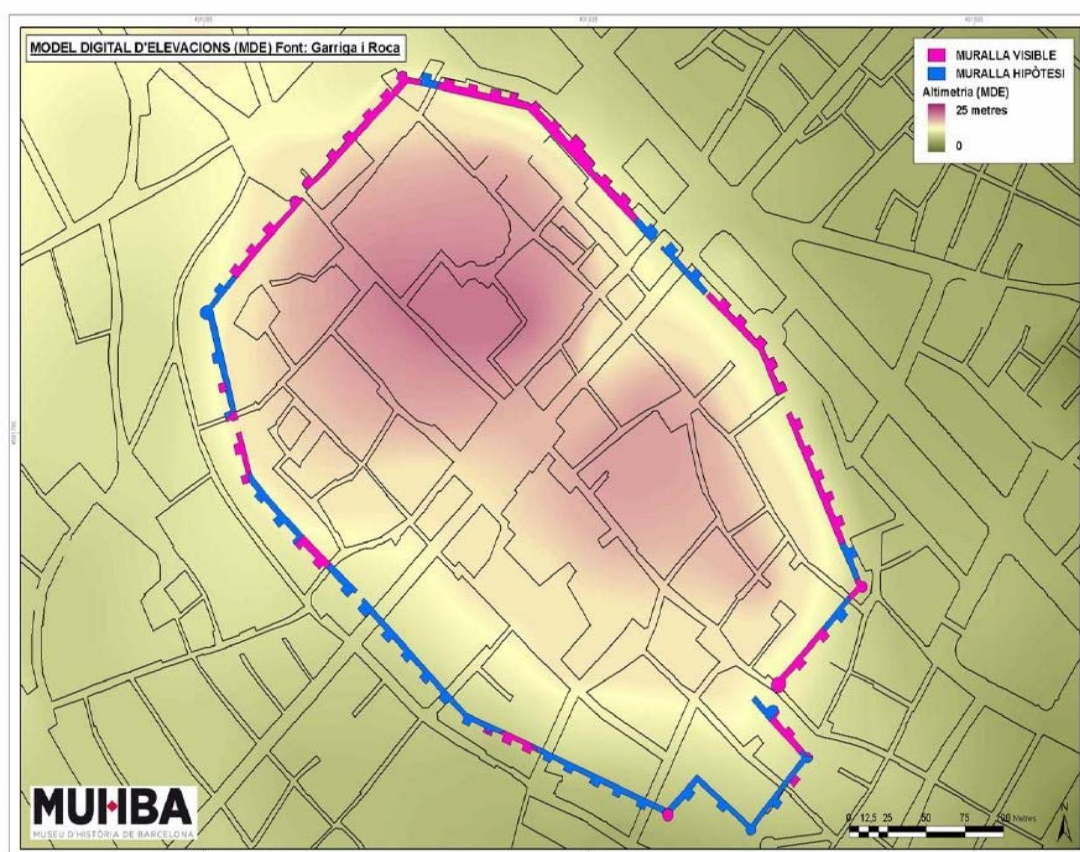 MODEL DIGITAL D'ELEVACIONS (MDE) Font: Garriga i Roca
MURALLA VISIBLE
MURALLA HIPÒTESI
Altimetria (MDE)
25 metres
0
MUHBA
MUSEU D'HISTÒRIA DE BARCELONA
N
0 12,5 25 50 75 100 Metres